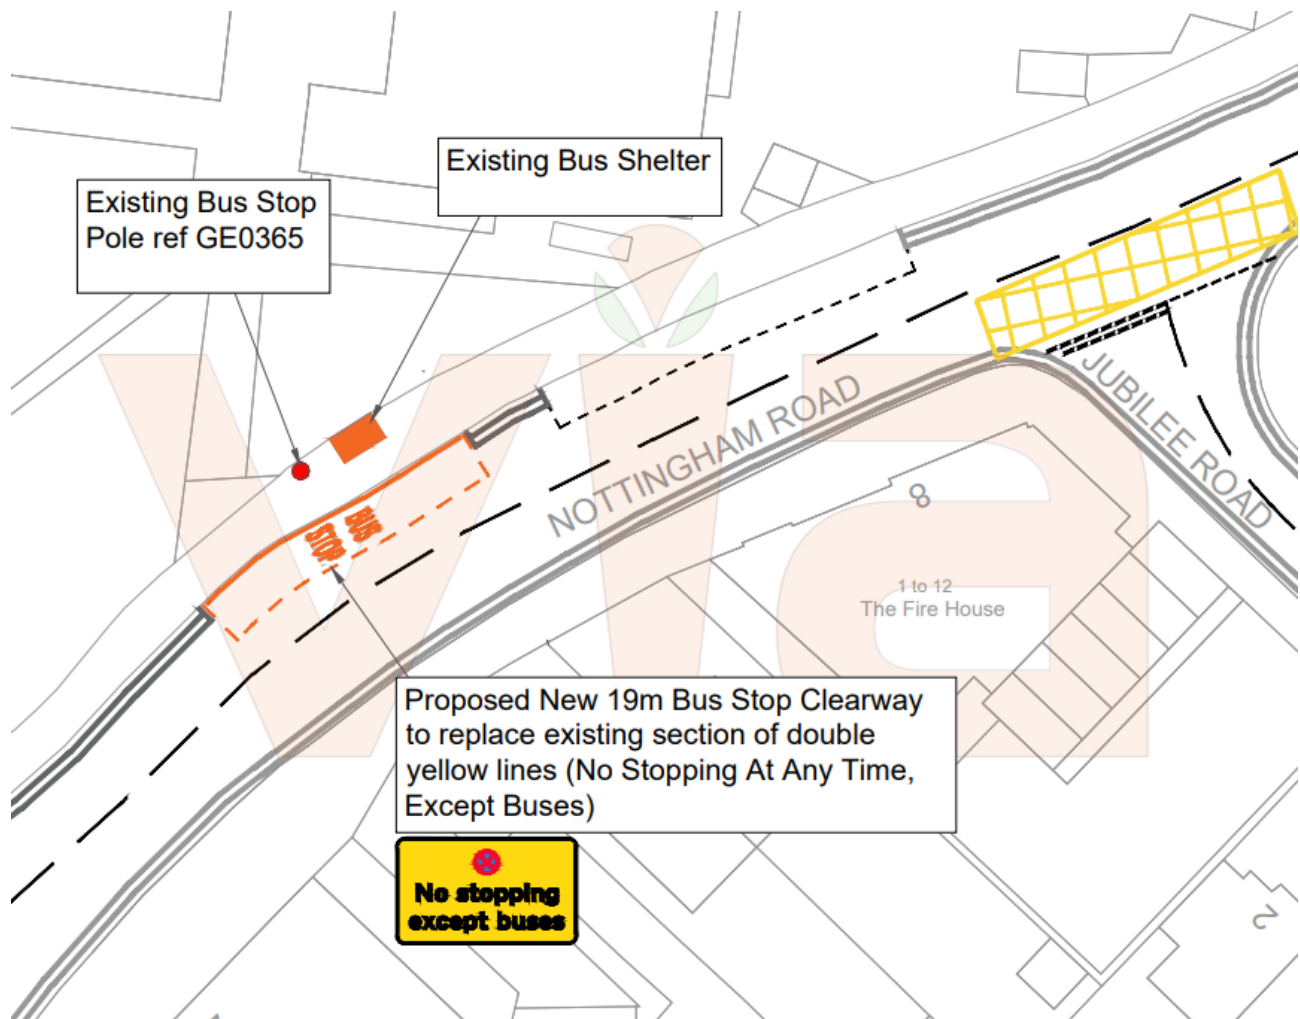 Existing Bus Shelter
Existing Bus Stop
Pole ref GE0365
BUS
STOP
NOTTINGHAM ROAD
JUBILEE ROAD
8
1 to 12
The Fire House
Proposed New 19m Bus Stop Clearway
to replace existing section of double
yellow lines (No Stopping At Any Time,
Except Buses)
No stopping
except buses
2
via